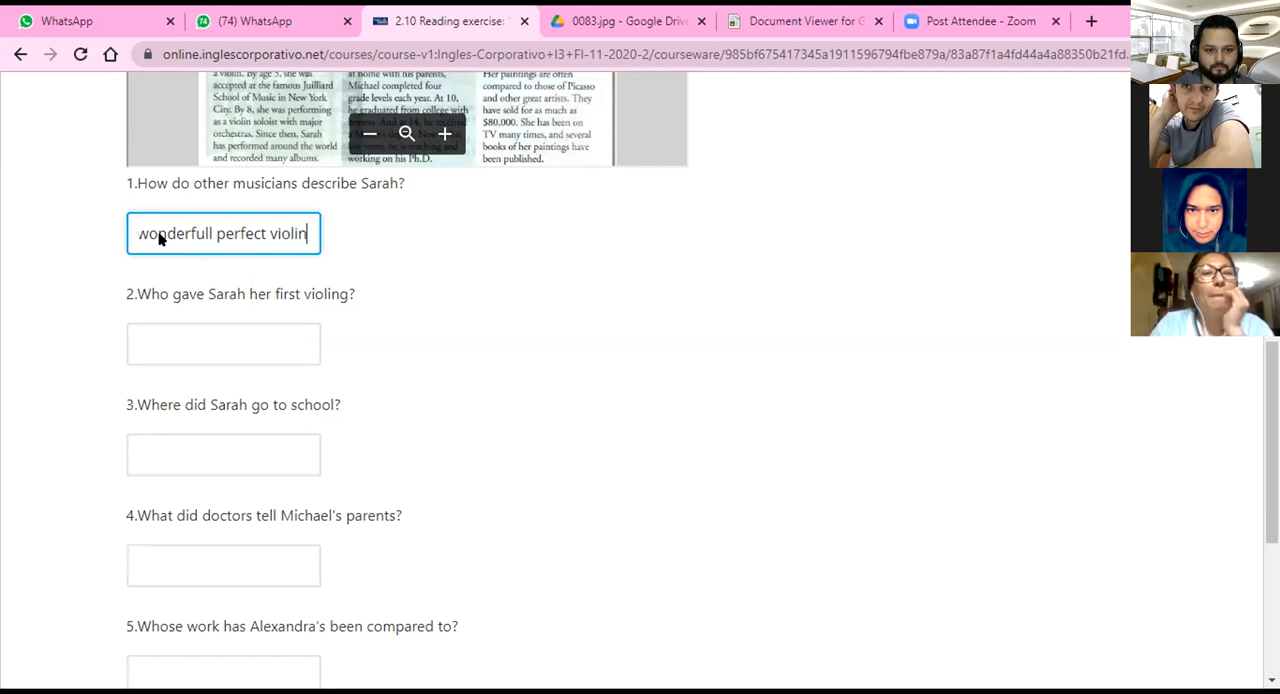 WhatsApp
(74) WhatsApp
2.10 Reading exercise:
0083.jpg - Google Driv
Document Viewer for G
Post Attendee - Zoom
online.inglescorporativo.net/courses/course-v1:Ingles-Corporativo+I3+FI-11-2020-2/courseware/985bf675417345a1911596794fbe879a/83a87f1a4fd44a4a88350b21fd.
a violin. By age 5, she was
accepted at the famous Juilliard
School of Music in New York
City. By 8, she was performing
as a violin soloist with major
orchestras. Since then, Sarah
has performed around the world
and recorded many albums.
at home with his parents,
Michael completed four
grade levels each year. At 10,
he graduated from college with
working on his Ph.D.
Her paintings are often
compared to those of Picasso
and other great artists. They
have sold for as much as
$80,000. She has been on
TV many times, and several
books of her paintings have
been published.
1.How do other musicians describe Sarah?
wonderfull perfect violin
2.Who gave Sarah her first violing?
3.Where did Sarah go to school?
4.What did doctors tell Michael's parents?
5.Whose work has Alexandra's been compared to?